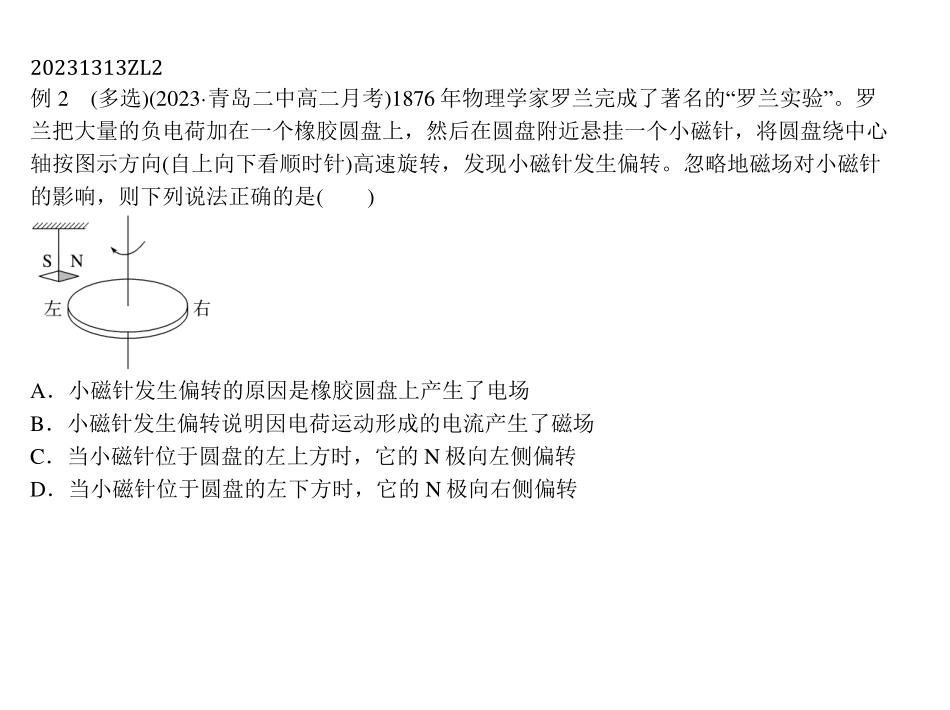 20231313ZL2
例 2　(多选)(2023·青岛二中高二月考)1876 年物理学家罗兰完成了著名的“罗兰实验”。罗
兰把大量的负电荷加在一个橡胶圆盘上，然后在圆盘附近悬挂一个小磁针，将圆盘绕中心
轴按图示方向(自上向下看顺时针)高速旋转，发现小磁针发生偏转。忽略地磁场对小磁针
的影响，则下列说法正确的是(　　)
S N
左 右
A．小磁针发生偏转的原因是橡胶圆盘上产生了电场
B．小磁针发生偏转说明因电荷运动形成的电流产生了磁场
C．当小磁针位于圆盘的左上方时，它的 N 极向左侧偏转
D．当小磁针位于圆盘的左下方时，它的 N 极向右侧偏转